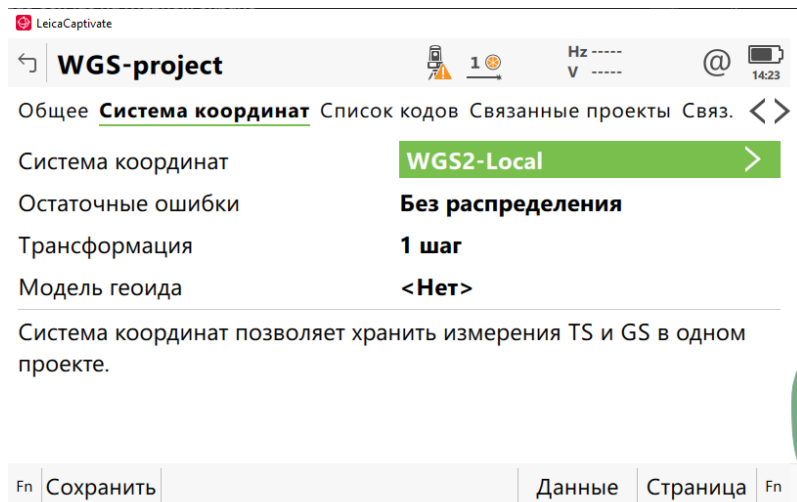 LeicaCaptivate
WGS-project 1 Hz ----- @
V ----- 14:23
Общее Система координат Список кодов Связанные проекты Связ.
Система координат WGS2-Local
Остаточные ошибки Без распределения
Трансформация 1 шаг
Модель геоида <Нет>
Система координат позволяет хранить измерения TS и GS в одном
проекте.
Fn Сохранить Данные Страница Fn